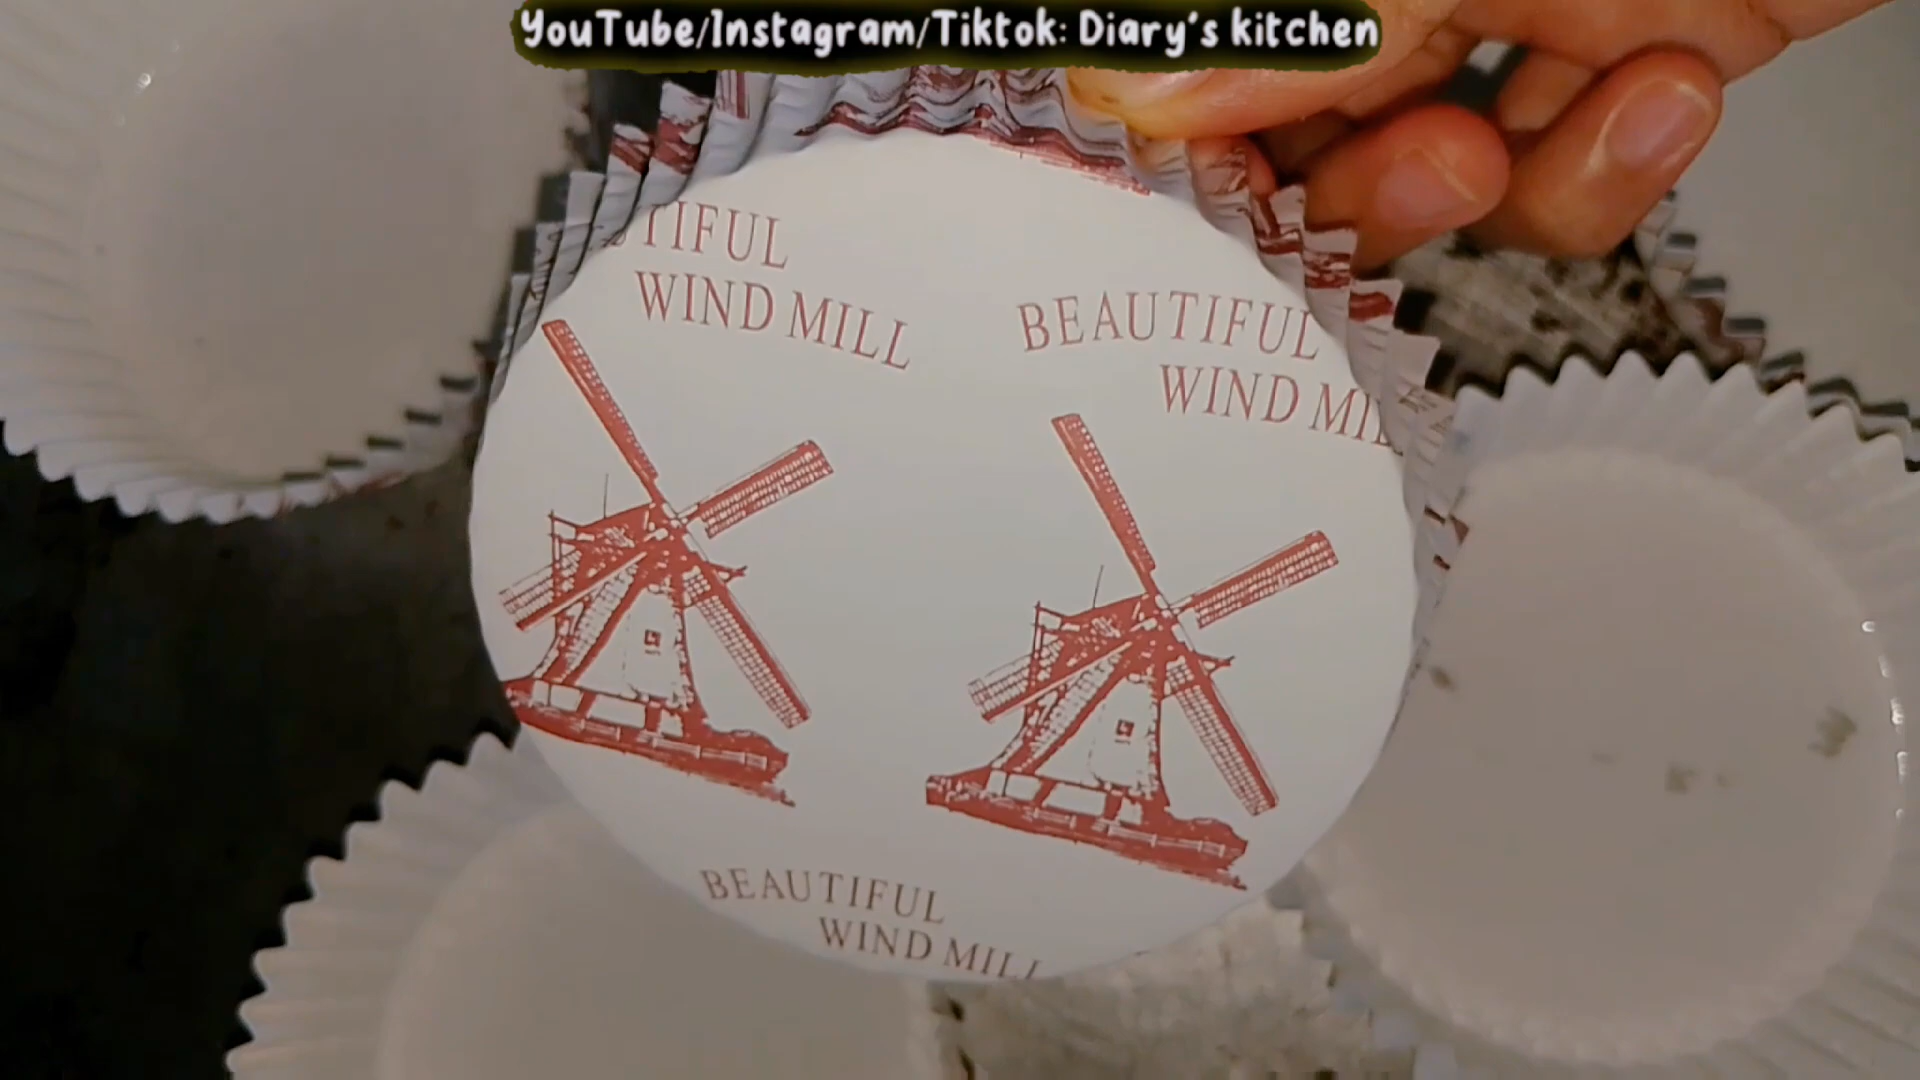 YouTube/Instagram/Tiktok: Diary's kitchen
TIFUL
WIND MILL
BEAUTIFUL
WIND MIL
BEAUTIFUL
WIND MILL